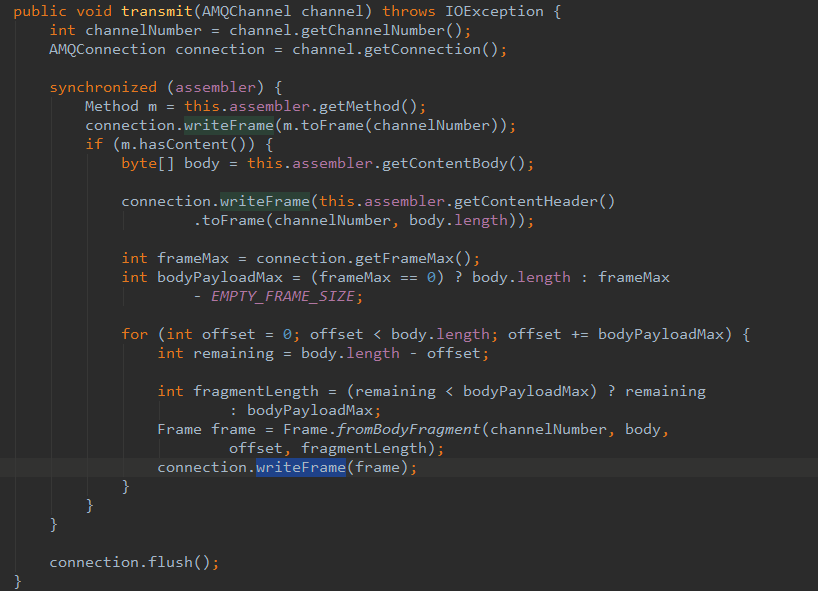 public void transmit(AMQChannel channel) throws IOException {
    int channelNumber = channel.getChannelNumber();
    AMQConnection connection = channel.getConnection();

    synchronized (assembler) {
        Method m = this.assembler.getMethod();
        connection.writeFrame(m.toFrame(channelNumber));
        if (m.hasContent()) {
            byte[] body = this.assembler.getContentBody();

            connection.writeFrame(this.assembler.getContentHeader()
                    .toFrame(channelNumber, body.length));

            int frameMax = connection.getFrameMax();
            int bodyPayloadMax = (frameMax == 0) ? body.length : frameMax
                    - EMPTY_FRAME_SIZE;

            for (int offset = 0; offset < body.length; offset += bodyPayloadMax) {
                int remaining = body.length - offset;

                int fragmentLength = (remaining < bodyPayloadMax) ? remaining
                        : bodyPayloadMax;
                Frame frame = Frame.fromBodyFragment(channelNumber, body,
                        offset, fragmentLength);
                connection.writeFrame(frame);
            }
        }
    }

    connection.flush();
}